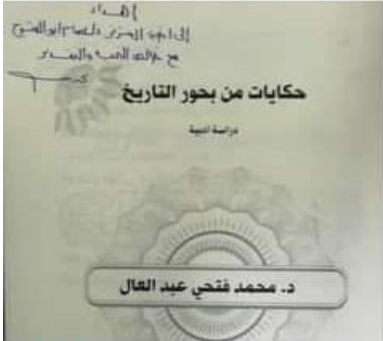 إهداء
إلى الأخ العزيز د/عصام أبو الفتوح
مع خالص الحب والتقدير
حكايات من بحور التاريخ
دراسة أدبية
د. محمد فتحي عبد العال